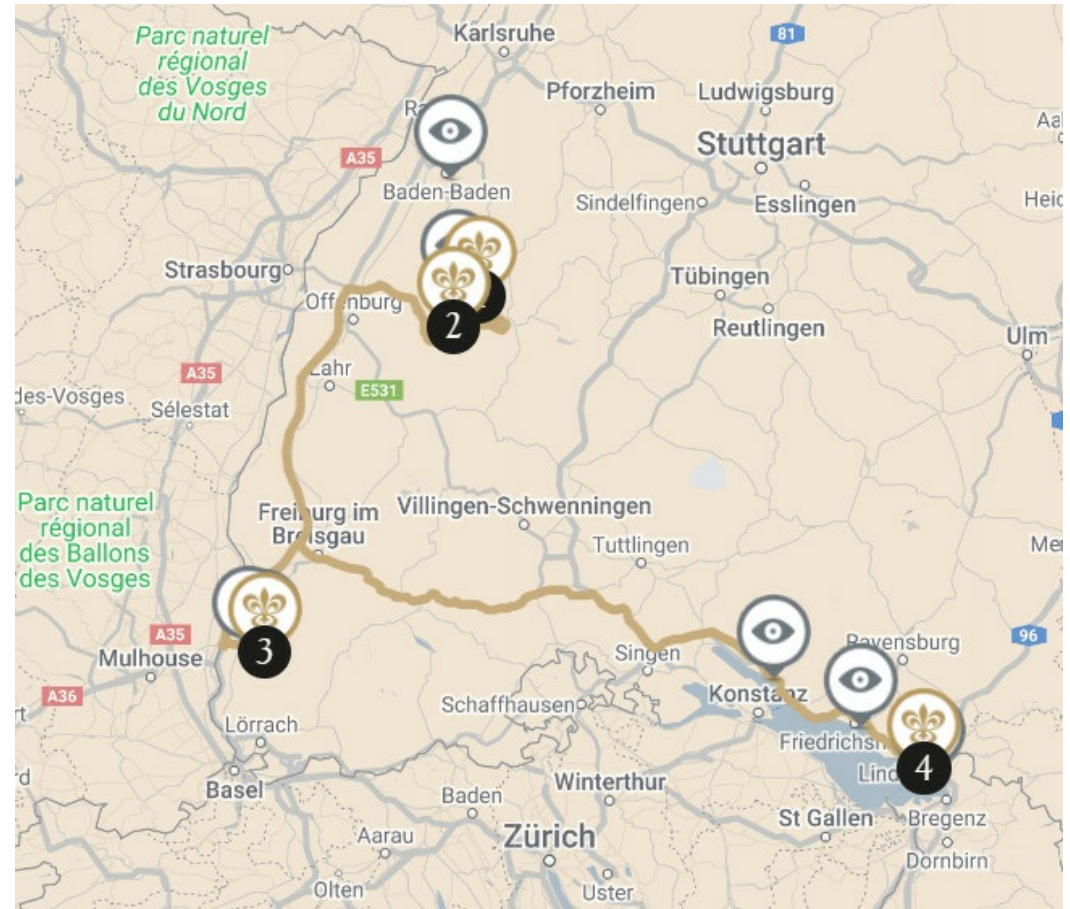 Parc naturel
régional
des Vosges
du Nord
Karlsruhe
81
Pforzheim
Ludwigsburg
Stuttgart
A35
Baden-Baden
Sindelfingen
Esslingen
Strasbourg
Tübingen
Offenburg
Reutlingen
2
Ulm
Lahr
A35
E531
des-Vosges
Sélestat
Parc naturel
régional
des Ballons
des Vosges
Freiburg im
Breisgau
Villingen-Schwenningen
Tuttlingen
A35
Mulhouse
3
Singen
Ravensburg
96
A36
Konstanz
Schaffhausen
Lörrach
Friedrichsh
4
Basel
Winterthur
Baden
St Gallen
Bregenz
Aarau
Zürich
Dornbirn
Olten
Uster